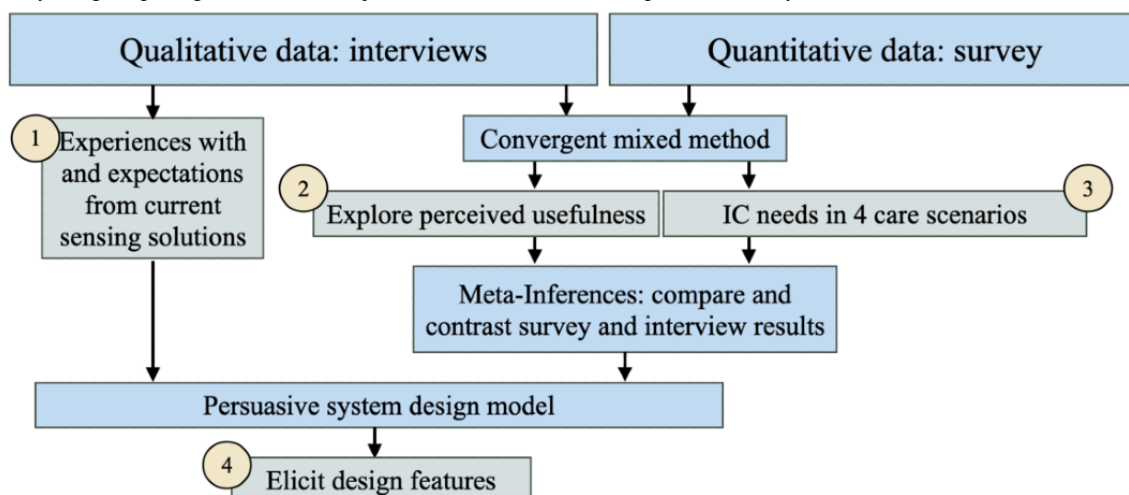 Qualitative data: interviews
Quantitative data: survey
1
Experiences with
and expectations
from current
sensing solutions
Convergent mixed method
2
Explore perceived usefulness
3
IC needs in 4 care scenarios
Meta-Inferences: compare and
contrast survey and interview results
Persuasive system design model
4
Elicit design features